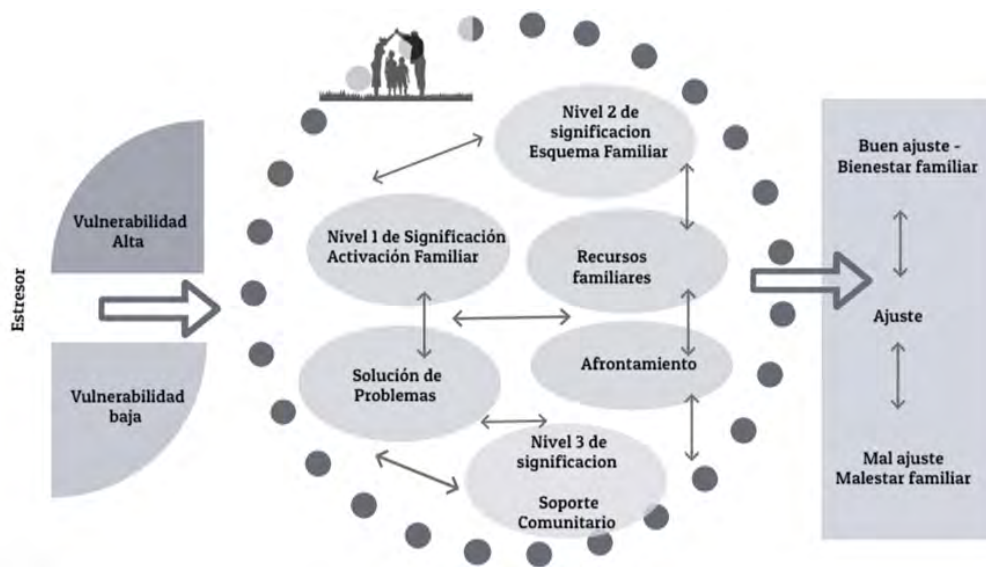 Estresor
Vulnerabilidad
Alta
Vulnerabilidad
baja
Nivel 2 de
significacion
Esquema Familiar
Nivel 1 de Significación
Activación Familiar
Recursos
familiares
Solución de
Problemas
Afrontamiento
Nivel 3 de
significacion
Soporte
Comunitario
Buen ajuste -
Bienestar familiar
Ajuste
Mal ajuste
Malestar familiar